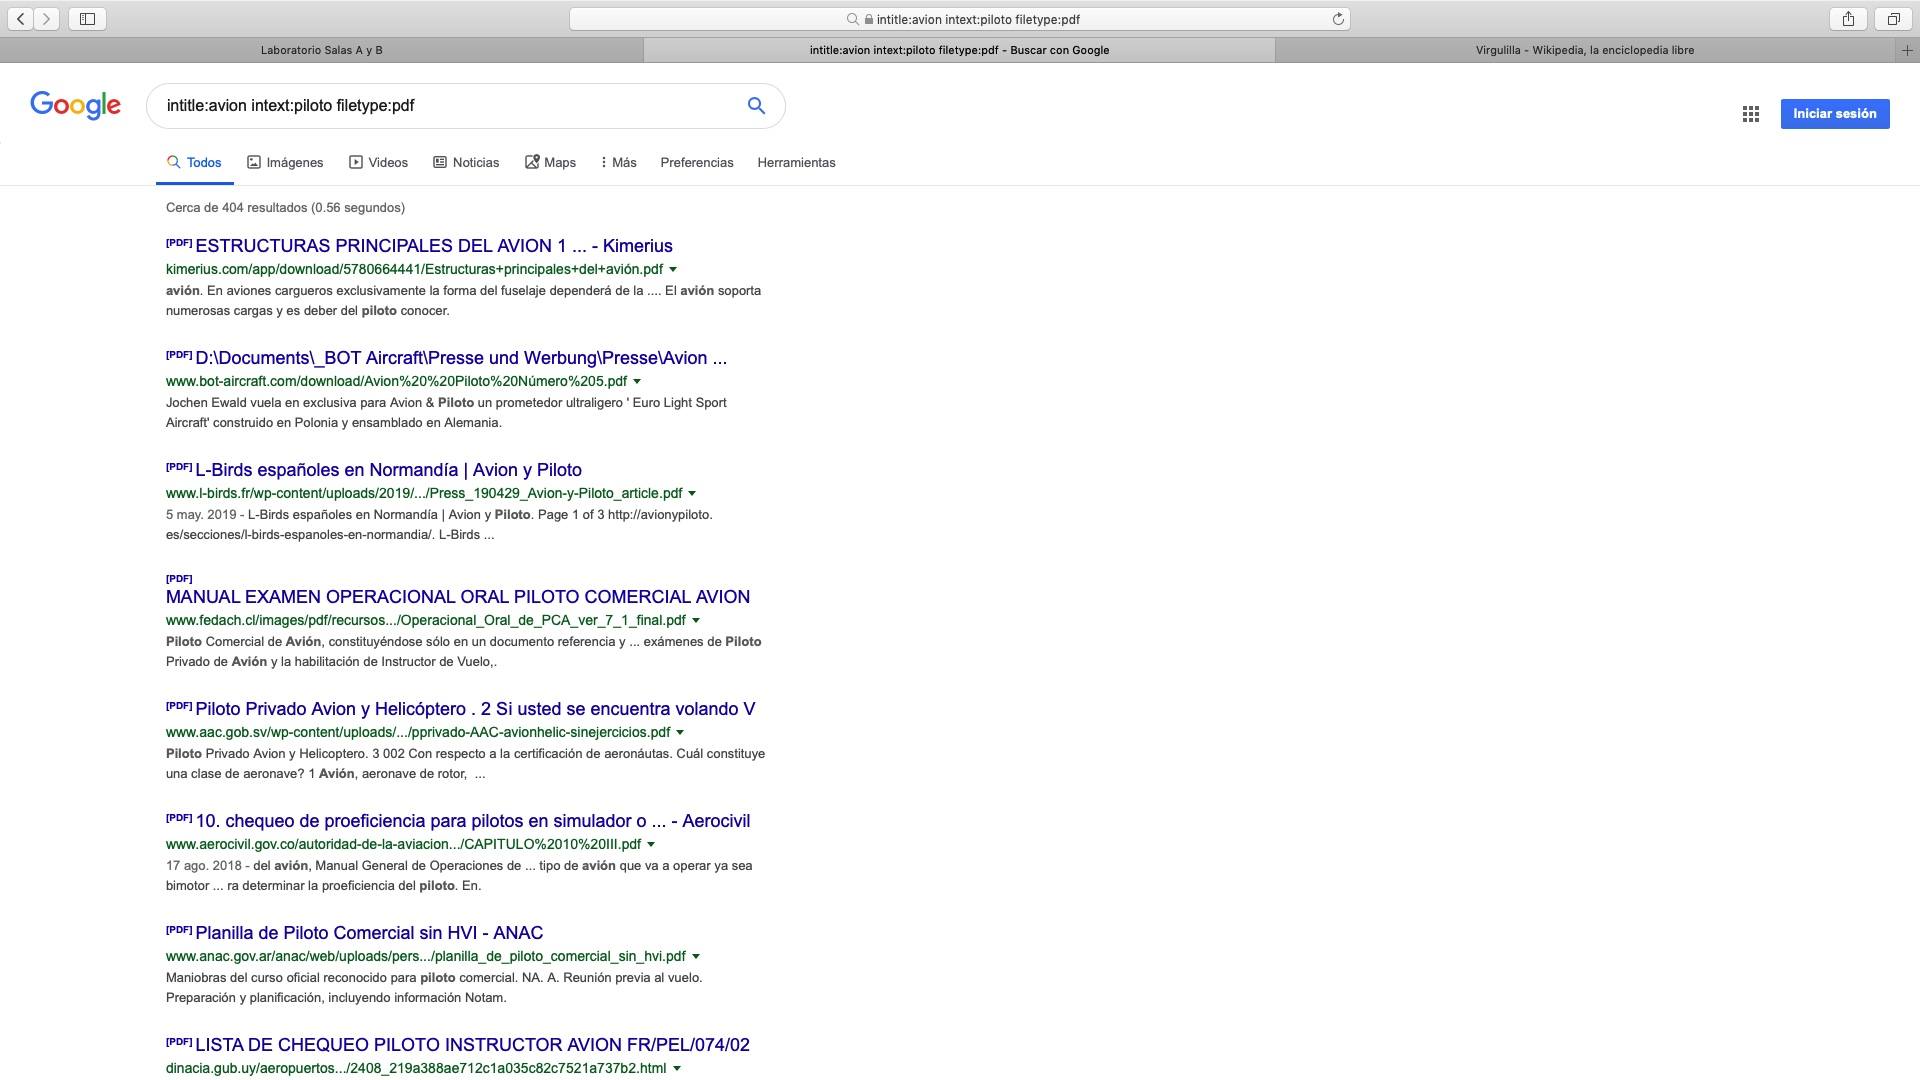 intitle:avion intext:piloto filetype:pdf
Laboratorio Salas A y B
intitle:avion intext:piloto filetype:pdf - Buscar con Google
Virgulilla - Wikipedia, la enciclopedia libre
Google
intitle:avion intext:piloto filetype:pdf
Iniciar sesión
Todos Imágenes Videos Noticias Maps Más Preferencias Herramientas
Cerca de 404 resultados (0.56 segundos)
[PDF] ESTRUCTURAS PRINCIPALES DEL AVION 1 ... - Kimerius
kimerius.com/app/download/5780664441/Estructuras+principales+del+avión.pdf
avión. En aviones cargueros exclusivamente la forma del fuselaje dependerá de la .... El avión soporta
numerosas cargas y es deber del piloto conocer.
[PDF] D:\Documents\_BOT Aircraft\Presse und Werbung\Presse\Avion ...
www.bot-aircraft.com/download/Avion%20%20Piloto%20Número%205.pdf
Jochen Ewald vuela en exclusiva para Avion & Piloto un prometedor ultraligero ' Euro Light Sport
Aircraft' construido en Polonia y ensamblado en Alemania.
[PDF] L-Birds españoles en Normandía | Avion y Piloto
www.l-birds.fr/wp-content/uploads/2019/.../Press_190429_Avion-y-Piloto_article.pdf
5 may. 2019 - L-Birds españoles en Normandía | Avion y Piloto. Page 1 of 3 http://avionypiloto.
es/secciones/l-birds-espanoles-en-normandia/. L-Birds ...
[PDF]
MANUAL EXAMEN OPERACIONAL ORAL PILOTO COMERCIAL AVION
www.fedach.cl/images/pdf/recursos.../Operacional_Oral_de_PCA_ver_7_1_final.pdf
Piloto Comercial de Avión, constituyéndose sólo en un documento referencia y ... exámenes de Piloto
Privado de Avión y la habilitación de Instructor de Vuelo,.
[PDF] Piloto Privado Avion y Helicóptero . 2 Si usted se encuentra volando V
www.aac.gob.sv/wp-content/uploads/.../pprivado-AAC-avionhelic-sinejercicios.pdf
Piloto Privado Avion y Helicoptero. 3 002 Con respecto a la certificación de aeronáutas. Cuál constituye
una clase de aeronave? 1 Avión, aeronave de rotor, ...
[PDF] 10. chequeo de proeficiencia para pilotos en simulador o ... - Aerocivil
www.aerocivil.gov.co/autoridad-de-la-aviacion.../CAPITULO%2010%20III.pdf
17 ago. 2018 - del avión, Manual General de Operaciones de ... tipo de avión que va a operar ya sea
bimotor ... ra determinar la proeficiencia del piloto. En.
[PDF] Planilla de Piloto Comercial sin HVI - ANAC
www.anac.gov.ar/anac/web/uploads/pers.../planilla_de_piloto_comercial_sin_hvi.pdf
Maniobras del curso oficial reconocido para piloto comercial. NA. A. Reunión previa al vuelo.
Preparación y planificación, incluyendo información Notam.
[PDF] LISTA DE CHEQUEO PILOTO INSTRUCTOR AVION FR/PEL/074/02
dinacia.gub.uy/aeropuertos.../2408_219a388ae712c1a035c82c7521a737b2.html